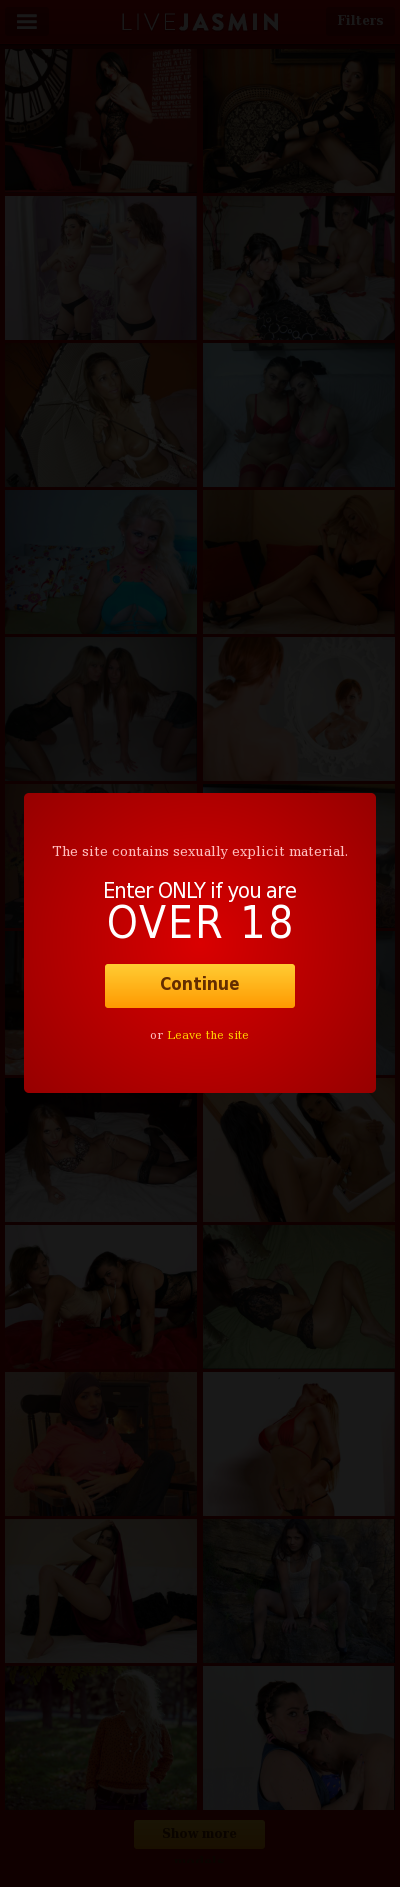 LIVEJASMIN
Filters
The site contains sexually explicit material.
Enter ONLY if you are
OVER 18
Continue
or Leave the site
Show more